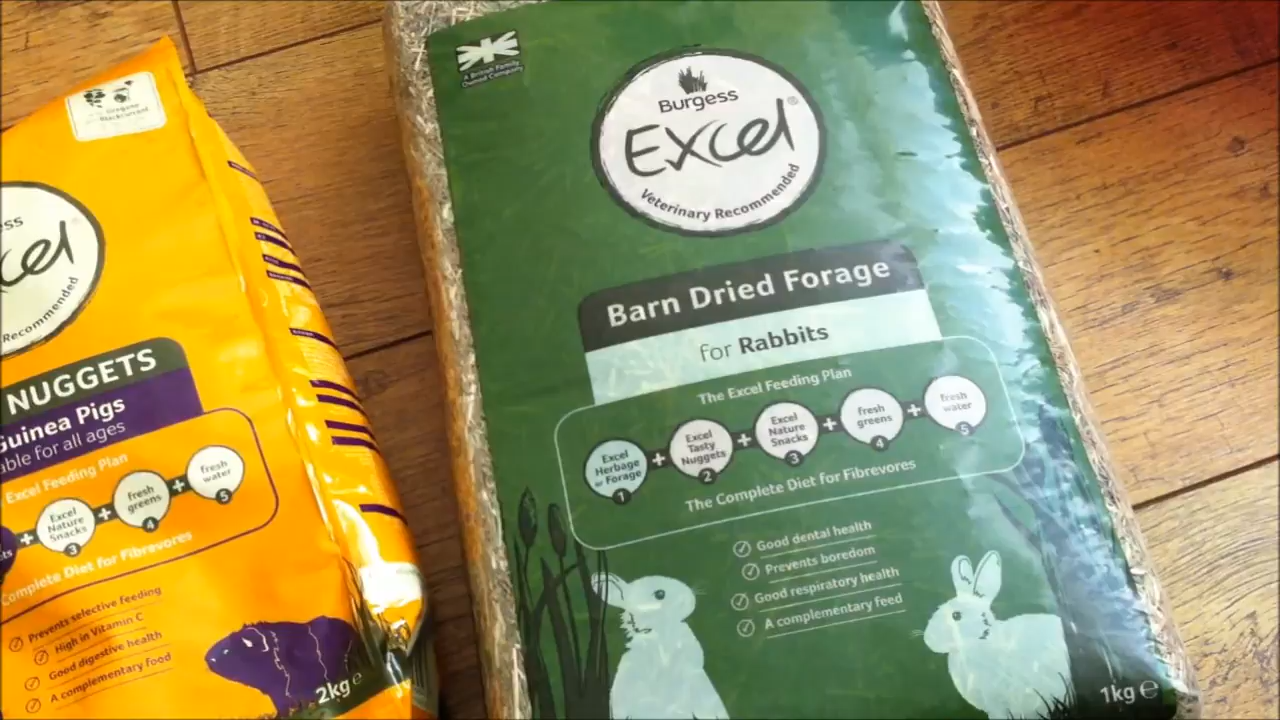 Oregano
Blackcurrant
ess
cel
Recommended
NUGGETS
Guinea Pigs
able for all ages
Excel Feeding Plan
ets
+
Excel
Nature
Snacks
3
+
fresh
greens
4
+
fresh
water
5
Complete Diet for Fibrevores
Prevents selective feeding
High in Vitamin C
Good digestive health
A complementary food
2kg e
A British Family
Owned Company
Burgess
Excel®
Veterinary Recommended
Barn Dried Forage
for Rabbits
The Excel Feeding Plan
Excel
Herbage
or Forage
1
+
Excel
Tasty
Nuggets
2
+
Excel
Nature
Snacks
3
+
fresh
greens
4
+
fresh
water
5
The Complete Diet for Fibrevores
Good dental health
Prevents boredom
Good respiratory health
A complementary feed
1kg e